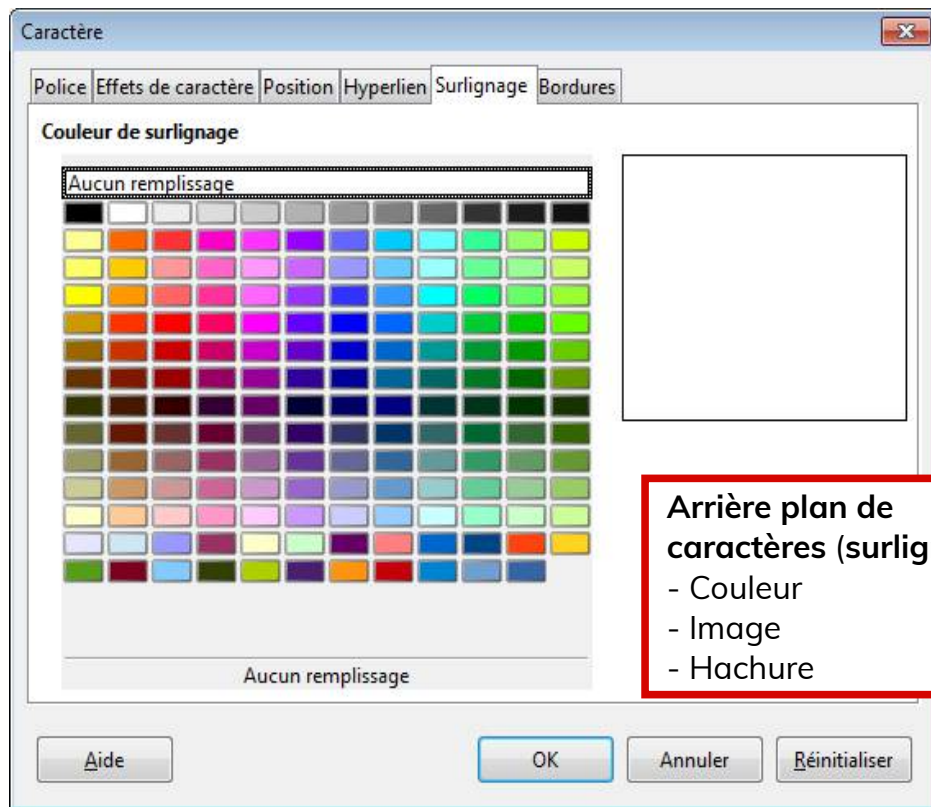 Caractère
Police Effets de caractère Position Hyperlien Surlignage Bordures
Couleur de surlignage
Aucun remplissage
Aucun remplissage
Arrière plan de
caractères (surlig
- Couleur
- Image
- Hachure
Aide OK Annuler Réinitialiser